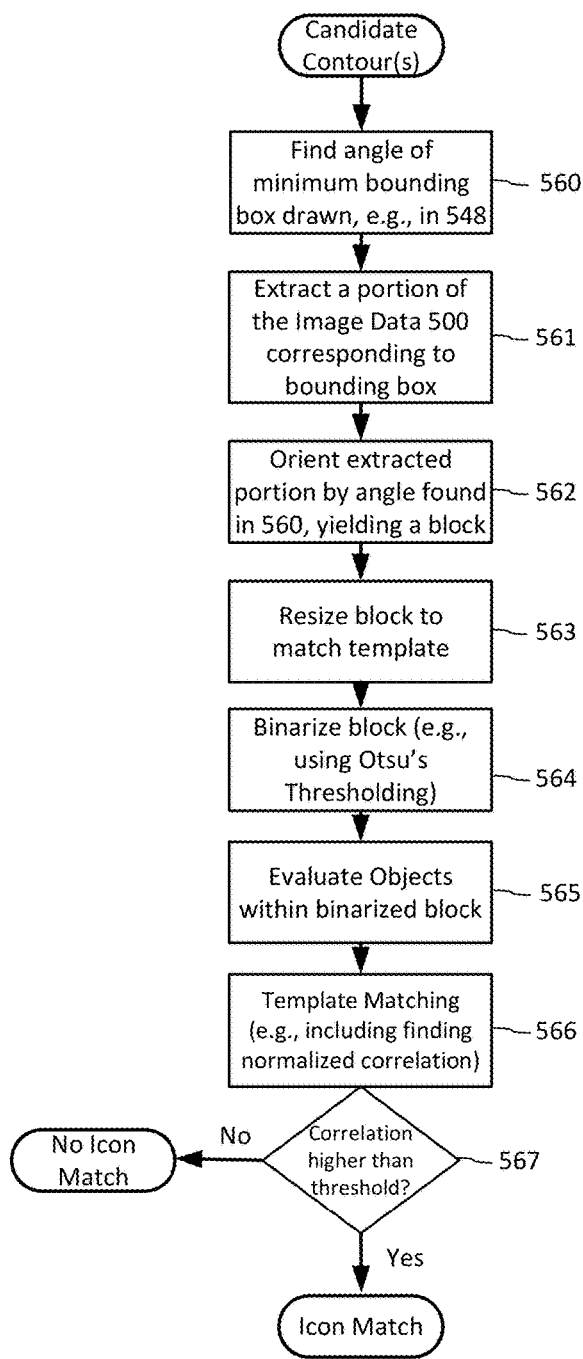 Candidate
Contour(s)
Find angle of
minimum bounding
box drawn, e.g., in 548
560
Extract a portion of
the Image Data 500
corresponding to
bounding box
561
Orient extracted
portion by angle found
in 560, yielding a block
562
Resize block to
match template
563
Binarize block (e.g.,
using Otsu's
Thresholding)
564
Evaluate Objects
within binarized block
565
Template Matching
(e.g., including finding
normalized correlation)
566
Correlation
higher than
threshold?
567
No
No Icon
Match
Yes
Icon Match